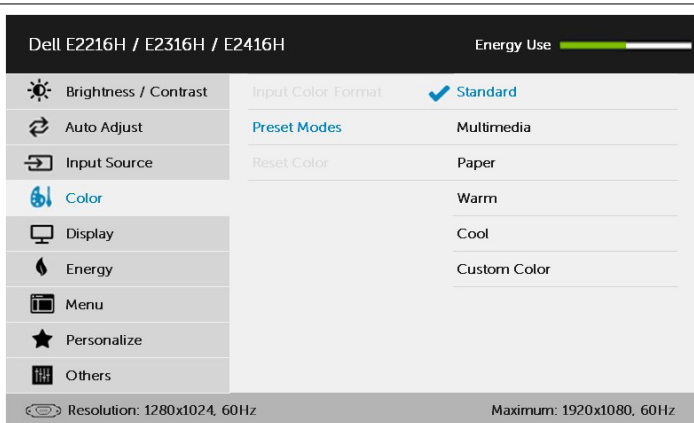 Dell E2216H / E2316H / E2416H Energy Use
Brightness / Contrast Input Color Format Standard
Auto Adjust Preset Modes Multimedia
Input Source Reset Color Paper
Color Warm
Display Cool
Energy Custom Color
Menu
Personalize
Others
Resolution: 1280x1024, 60Hz Maximum: 1920x1080, 60Hz